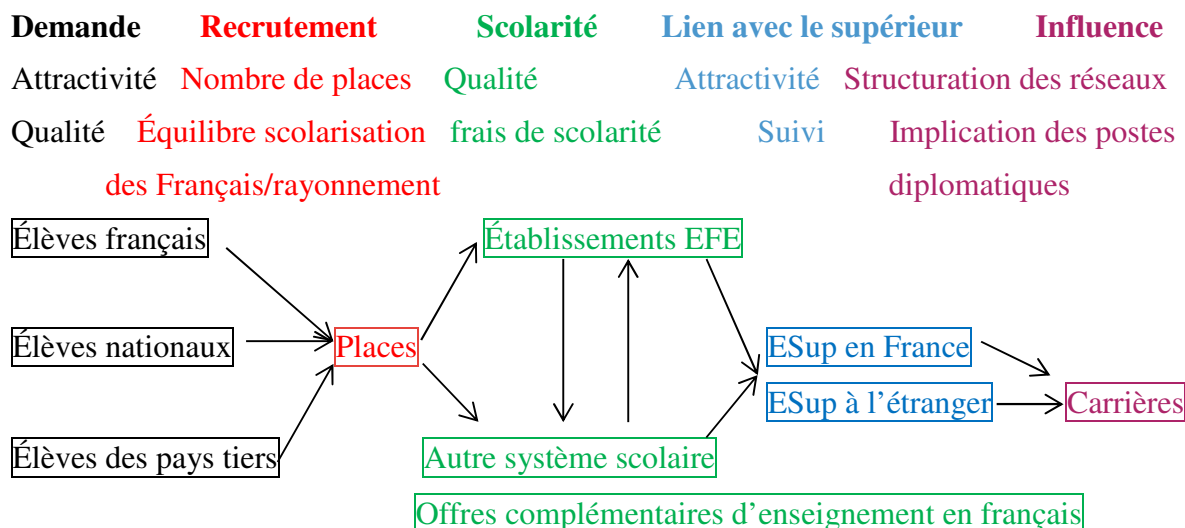 Demande Recrutement Scolarité Lien avec le supérieur Influence
Attractivité Nombre de places Qualité Attractivité Structuration des réseaux
Qualité Équilibre scolarisation frais de scolarité Suivi Implication des postes
des Français/rayonnement diplomatiques
Élèves français Établissements EFE
Élèves nationaux Places ESup en France
ESup à l’étranger Carrières
Élèves des pays tiers Autre système scolaire
Offres complémentaires d’enseignement en français